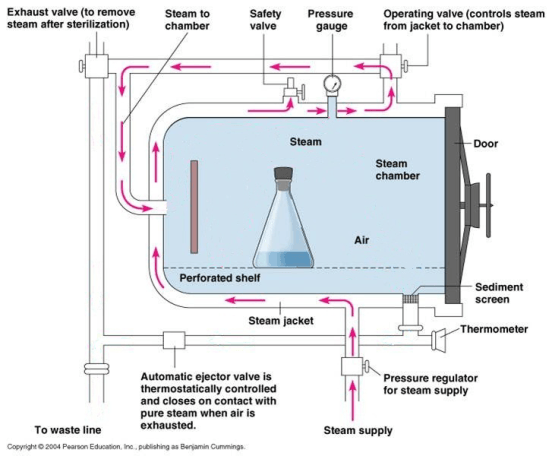 Exhaust valve (to remove
steam after sterilization)
Steam to
chamber
Safety
valve
Pressure
gauge
Operating valve (controls steam
from jacket to chamber)
Steam
Steam
chamber
Door
Air
Perforated shelf
Sediment
screen
Steam jacket
Thermometer
Automatic ejector valve is
thermostatically controlled
and closes on contact with
pure steam when air is
exhausted.
Pressure regulator
for steam supply
To waste line
Steam supply
Copyright © 2004 Pearson Education, Inc., publishing as Benjamin Cummings.